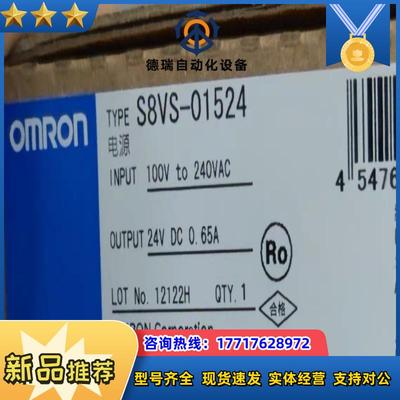 德瑞自动化设备
OMRON
TYPE S8VS-01524
电源
INPUT 100V to 240VAC
4 5476
OUTPUT 24V DC 0.65A
Ro
LOT No. 12122H QTY. 1
合格
Corporation
新品推荐
咨询热线：17717628972
型号齐全 现货速发 实体经营 支持对公